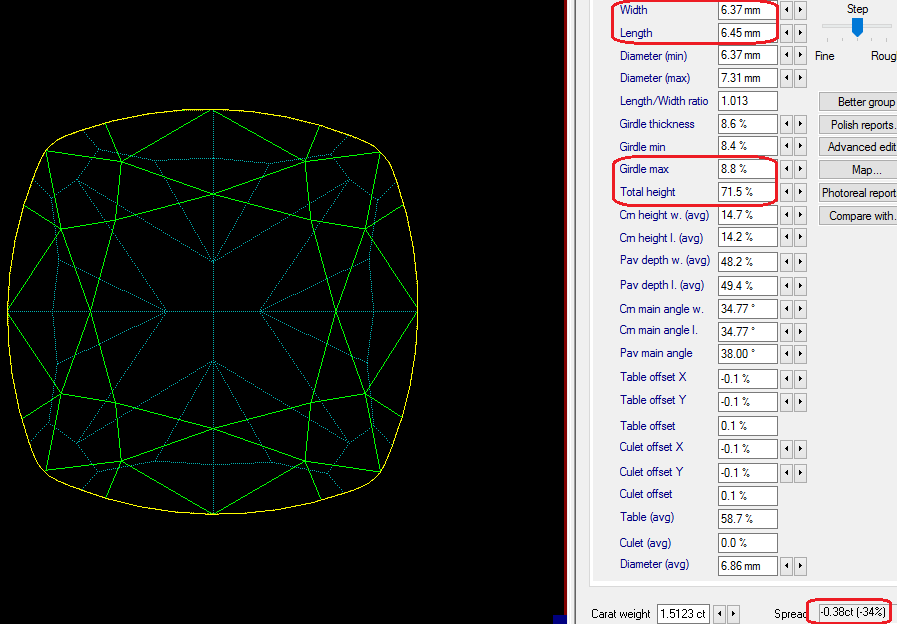 Width 6.37 mm
Step
Length 6.45 mm
Diameter (min) 6.37 mm
Fine Rough
Diameter (max) 7.31 mm
Length/Width ratio 1.013
Better group
Girdle thickness 8.6 %
Polish reports.
Girdle min 8.4 %
Advanced edit
Girdle max 8.8 %
Map...
Total height 71.5 %
Photoreal report
Crn height w. (avg) 14.7 %
Compare with.
Crn height l. (avg) 14.2 %
Pav depth w. (avg) 48.2 %
Pav depth l. (avg) 49.4 %
Crn main angle w. 34.77 °
Crn main angle l. 34.77 °
Pav main angle 38.00 °
Table offset X -0.1 %
Table offset Y -0.1 %
Table offset 0.1 %
Culet offset X -0.1 %
Culet offset Y -0.1 %
Culet offset 0.1 %
Table (avg) 58.7 %
Culet (avg) 0.0 %
Diameter (avg) 6.86 mm
Carat weight 1.5123 ct Spread -0.38ct (-34%)